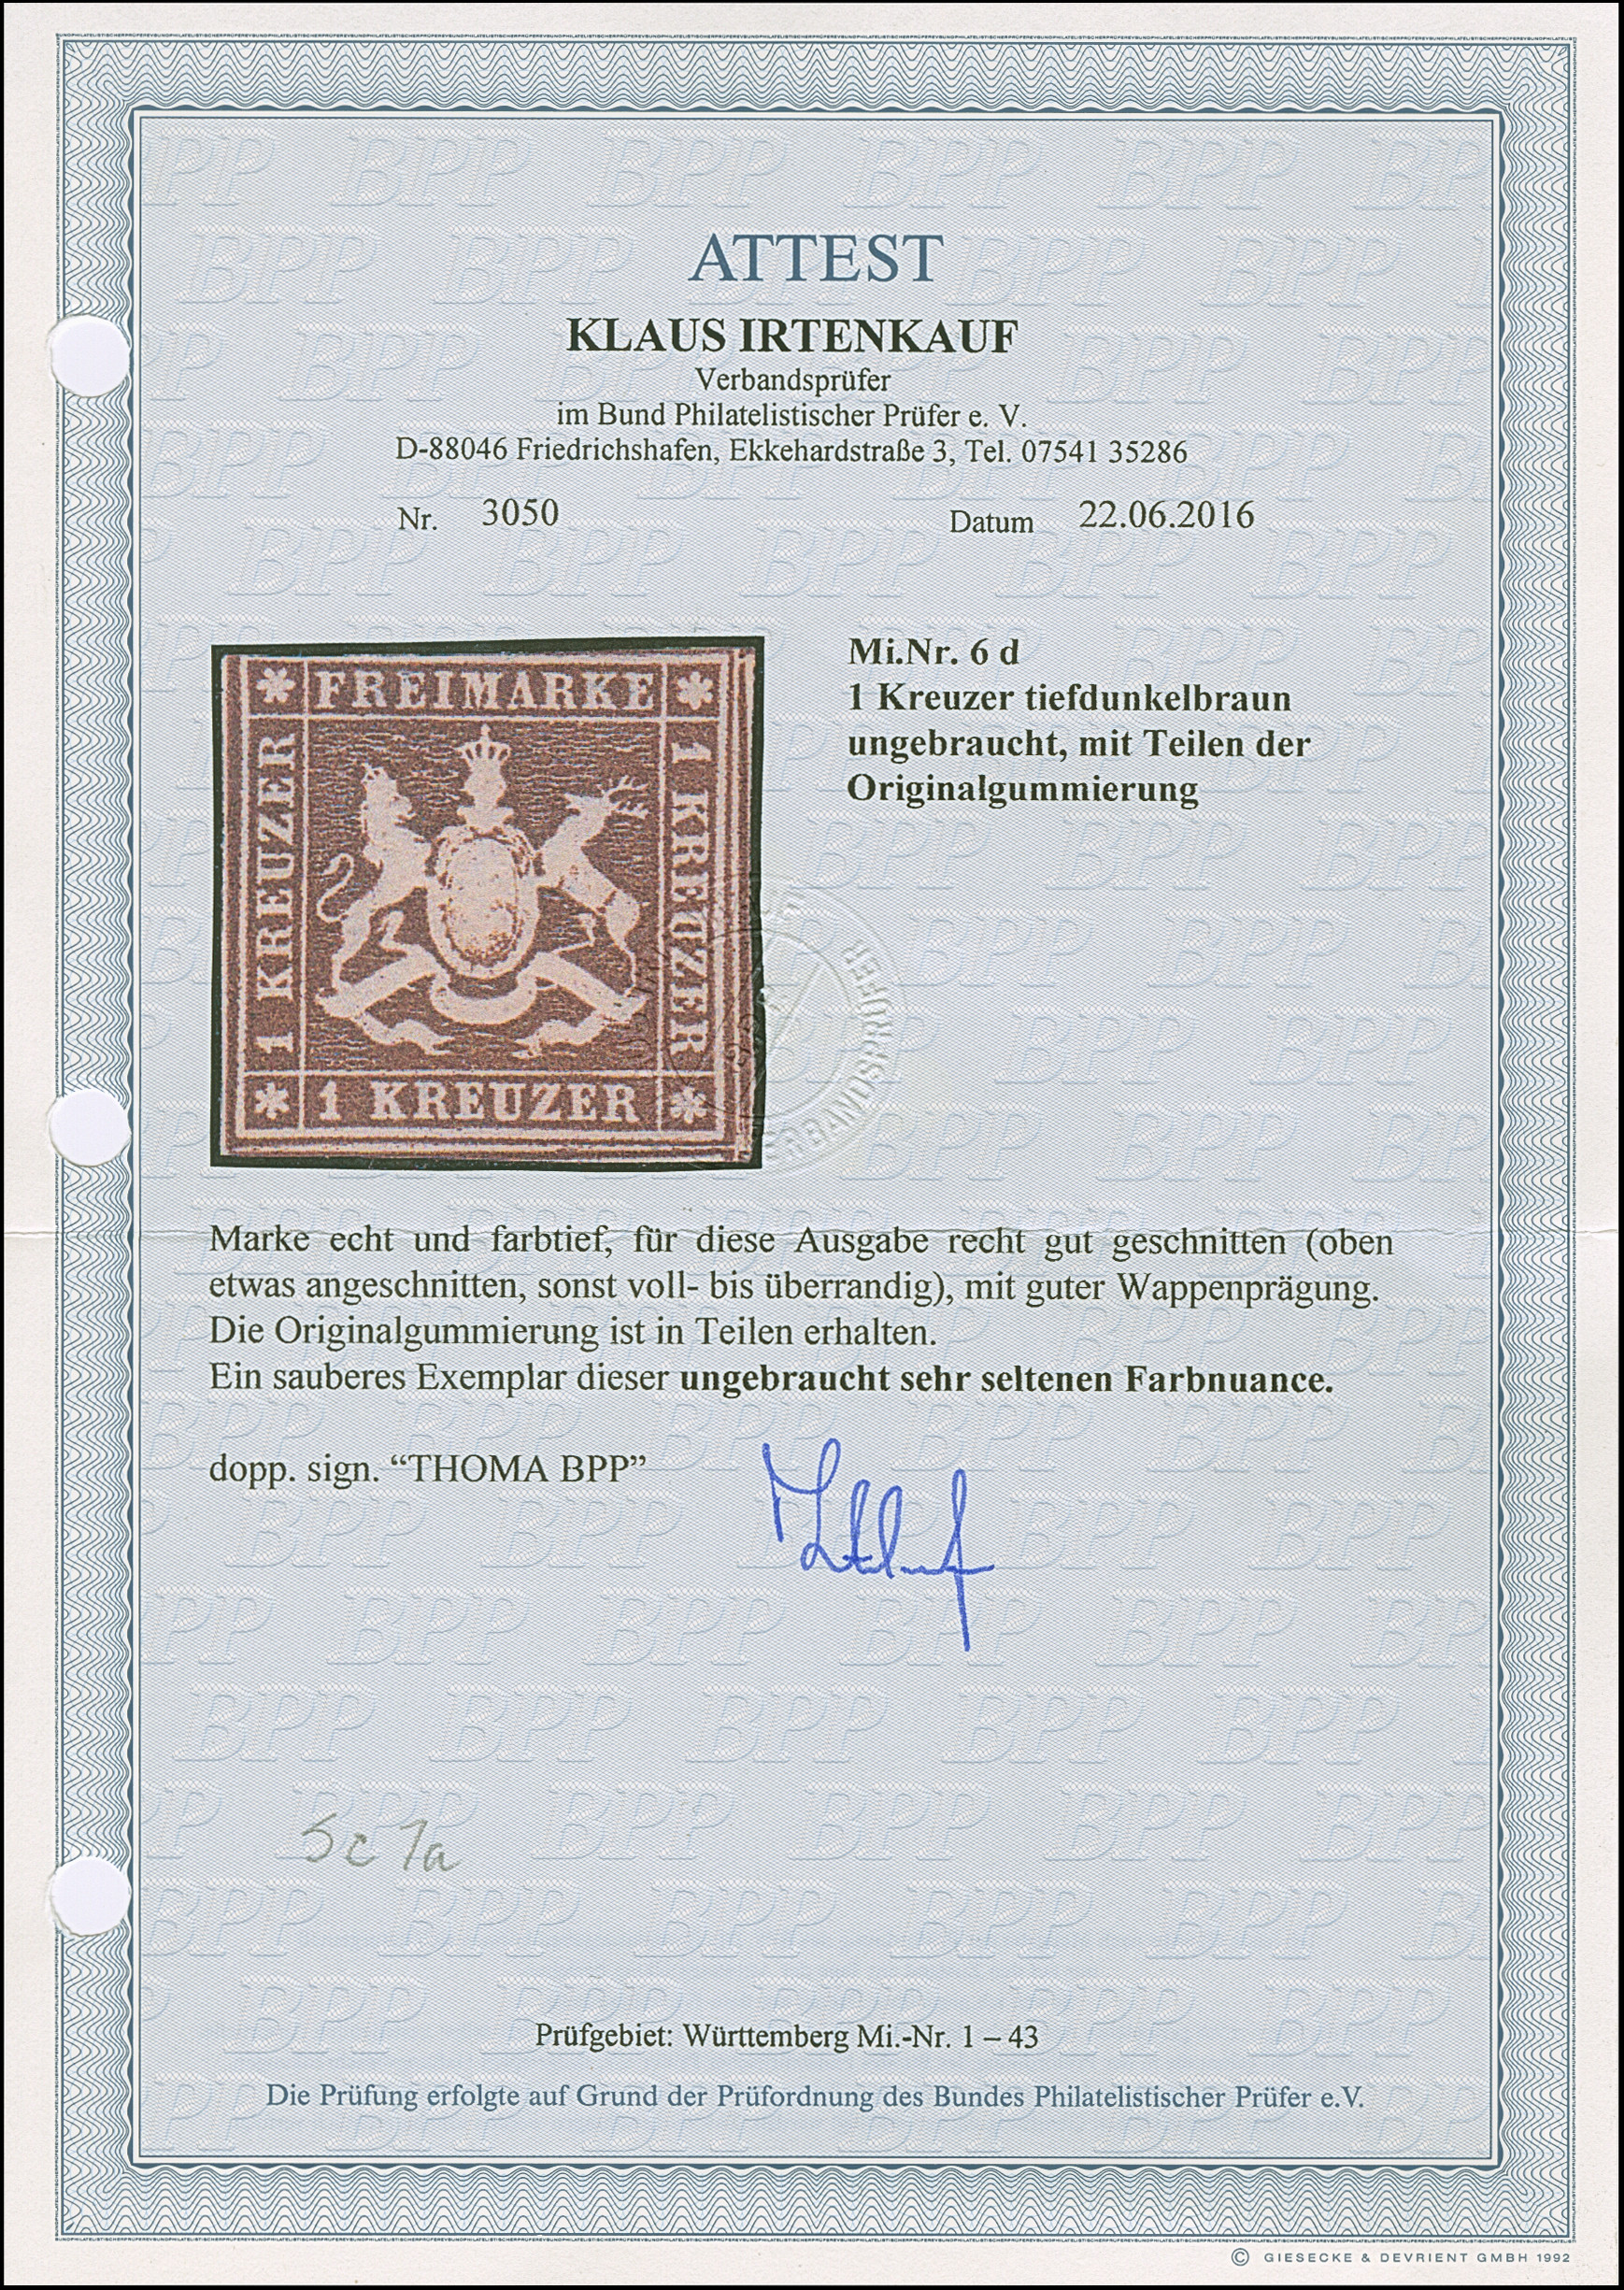 ATTEST
KLAUS IRTENKAUF
Verbandsprüfer
im Bund Philatelistischer Prüfer e. V.
D-88046 Friedrichshafen, Ekkehardstraße 3, Tel. 07541 35286
Nr. 3050 Datum 22.06.2016
FREIMARKE
1 KREUZER
1 KREUZER
1 KREUZER
Mi.Nr. 6 d
1 Kreuzer tiefdunkelbraun
ungebraucht, mit Teilen der
Originalgummierung
VERBANDSPRÜFER
Marke echt und farbtief, für diese Ausgabe recht gut geschnitten (oben
etwas angeschnitten, sonst voll- bis überrandig), mit guter Wappenprägung.
Die Originalgummierung ist in Teilen erhalten.
Ein sauberes Exemplar dieser ungebraucht sehr seltenen Farbnuance.
dopp. sign. “THOMA BPP”
Sc 7a
Prüfgebiet: Württemberg Mi.-Nr. 1 – 43
Die Prüfung erfolgte auf Grund der Prüfordnung des Bundes Philatelistischer Prüfer e.V.
© GIESECKE & DEVRIENT GMBH 1992